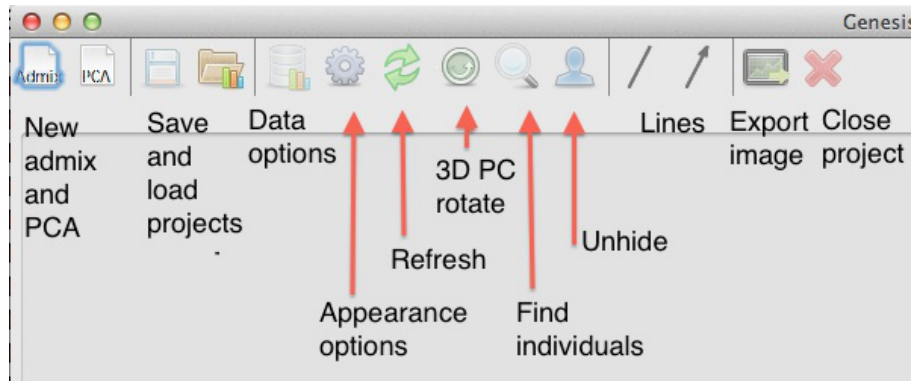 Genesis
Admix PCA
New admix and PCA
Save and load projects
Data options
Appearance options
Refresh
3D PC rotate
Find individuals
Unhide
Lines
Export image
Close project